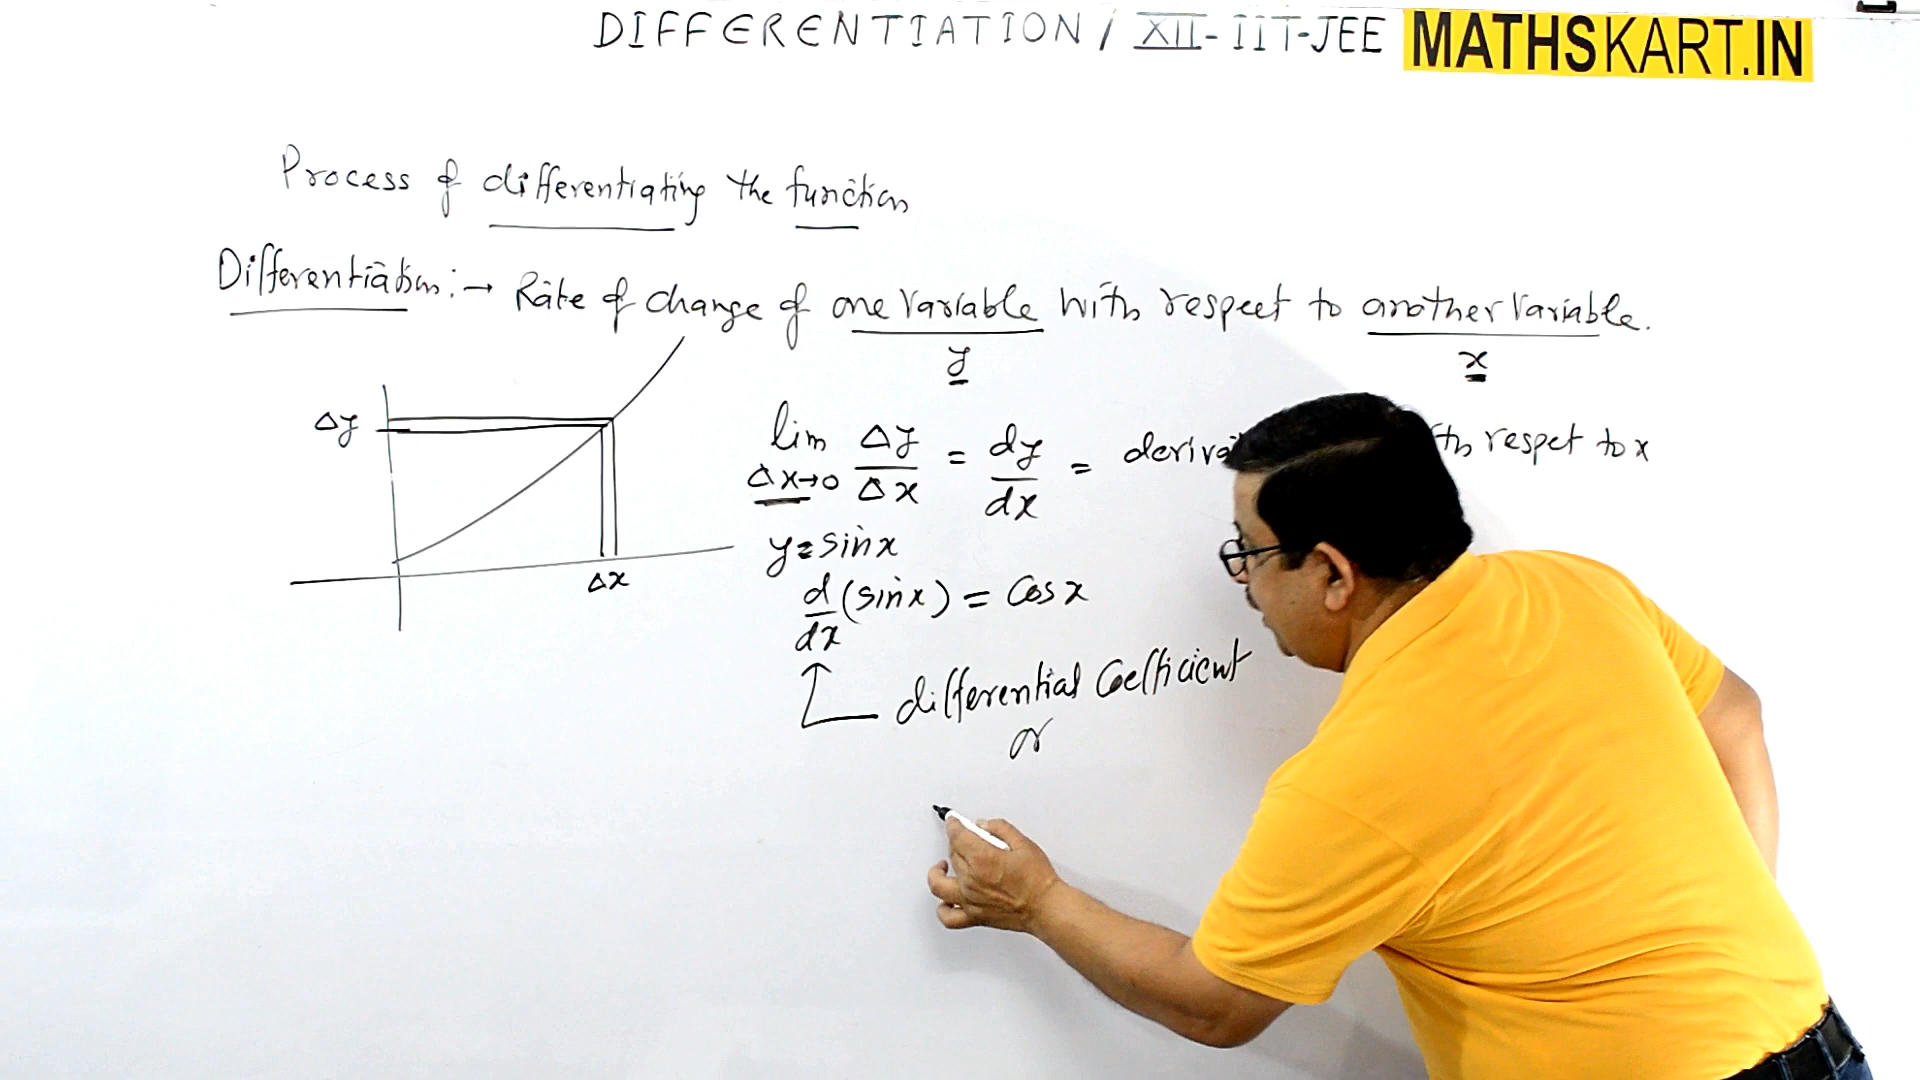 DIFFERENTIATION / XII - IIT-JEE MATHSKART.IN
Process of differentiating the function
Differentiation :→ Rate of change of one Variable with respect to another Variable.
y x
Δy
Δx
lim Δx→0 Δy/Δx = dy/dx = respet to x
y = sin x
d/dx (sin x) = Cos x
differential Coefficient
or